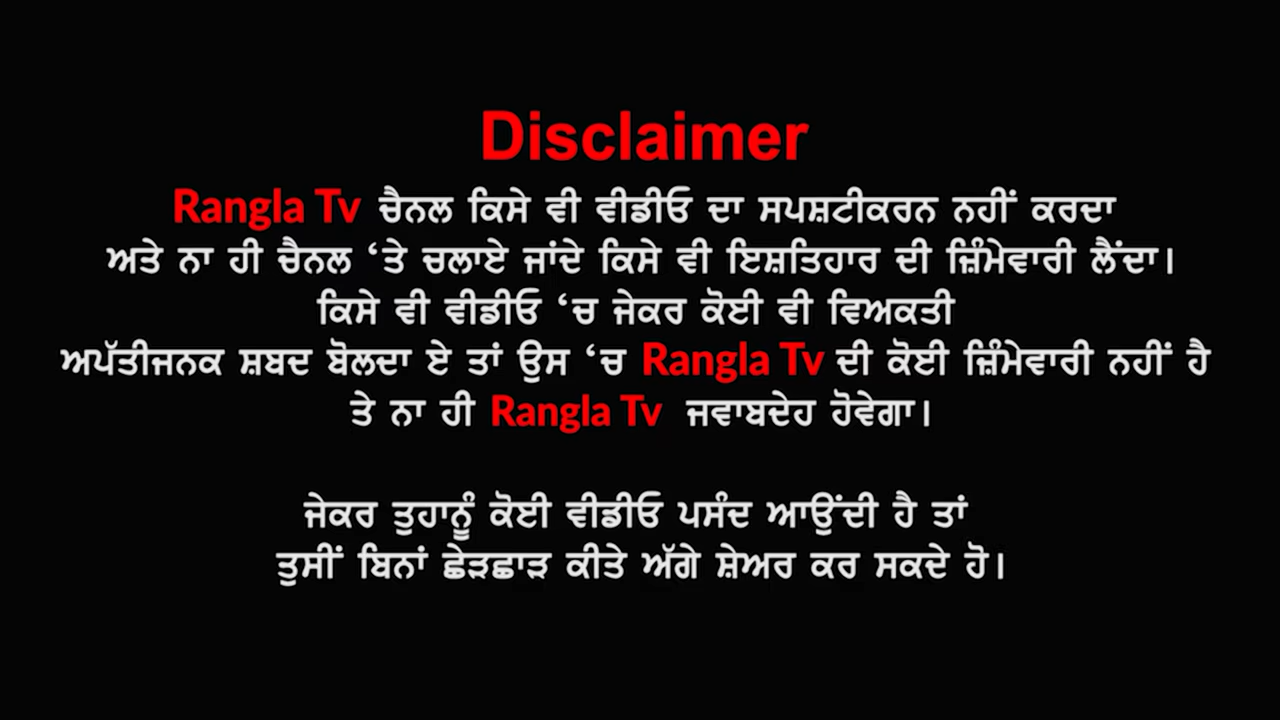 Disclaimer
Rangla Tv ਚੈਨਲ ਕਿਸੇ ਵੀ ਵੀਡੀਓ ਦਾ ਸਪਸ਼ਟੀਕਰਨ ਨਹੀਂ ਕਰਦਾ
ਅਤੇ ਨਾ ਹੀ ਚੈਨਲ ‘ਤੇ ਚਲਾਏ ਜਾਂਦੇ ਕਿਸੇ ਵੀ ਇਸ਼ਤਿਹਾਰ ਦੀ ਜ਼ਿੰਮੇਵਾਰੀ ਲੈਂਦਾ।
ਕਿਸੇ ਵੀ ਵੀਡੀਓ ‘ਚ ਜੇਕਰ ਕੋਈ ਵੀ ਵਿਅਕਤੀ
ਅਪੱਤੀਜਨਕ ਸ਼ਬਦ ਬੋਲਦਾ ਏ ਤਾਂ ਉਸ ‘ਚ Rangla Tv ਦੀ ਕੋਈ ਜ਼ਿੰਮੇਵਾਰੀ ਨਹੀਂ ਹੈ
ਤੇ ਨਾ ਹੀ Rangla Tv ਜਵਾਬਦੇਹ ਹੋਵੇਗਾ।
ਜੇਕਰ ਤੁਹਾਨੂੰ ਕੋਈ ਵੀਡੀਓ ਪਸੰਦ ਆਉਂਦੀ ਹੈ ਤਾਂ
ਤੁਸੀਂ ਬਿਨਾਂ ਛੇੜਛਾੜ ਕੀਤੇ ਅੱਗੇ ਸ਼ੇਅਰ ਕਰ ਸਕਦੇ ਹੋ।